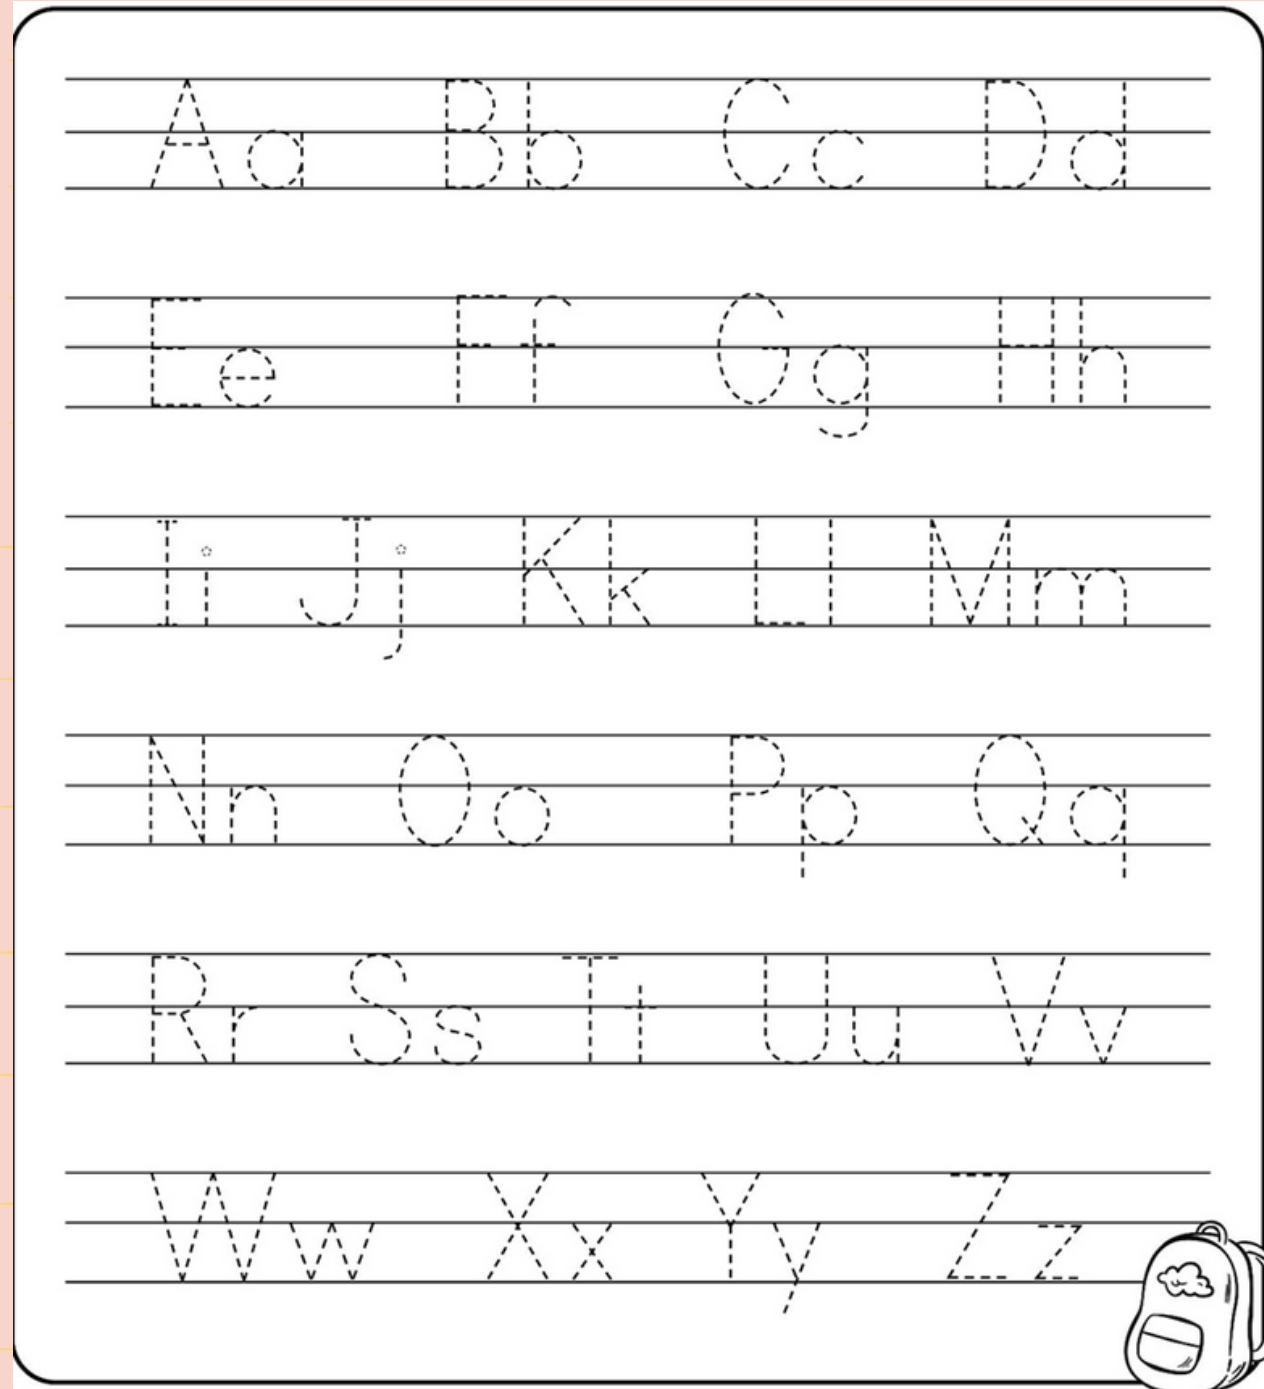 Aa Bb Cc Dd
Ee Ff Gg Hh
Ii Jj Kk Ll Mm
Nn Oo Pp Qq
Rr Ss Tt Uu Vv
Ww Xx Yy Zz